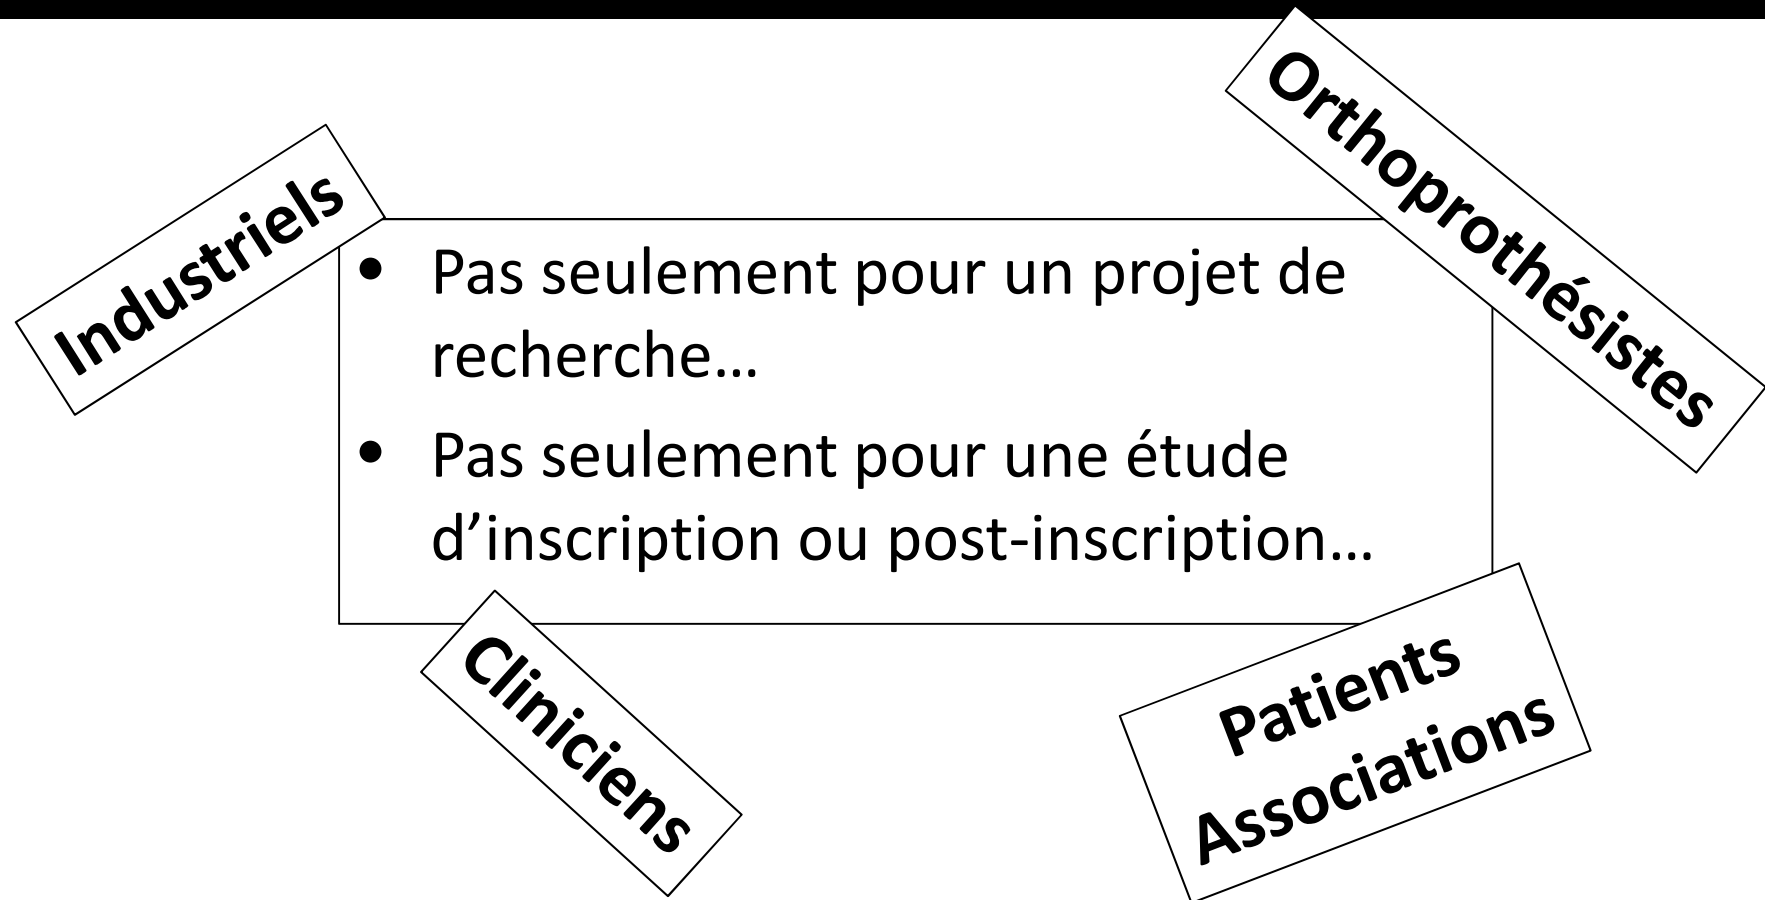 Orthoprothésistes
Industriels
• Pas seulement pour un projet de
recherche…
• Pas seulement pour une étude
d’inscription ou post-inscription…
Cliniciens
Patients
Associations